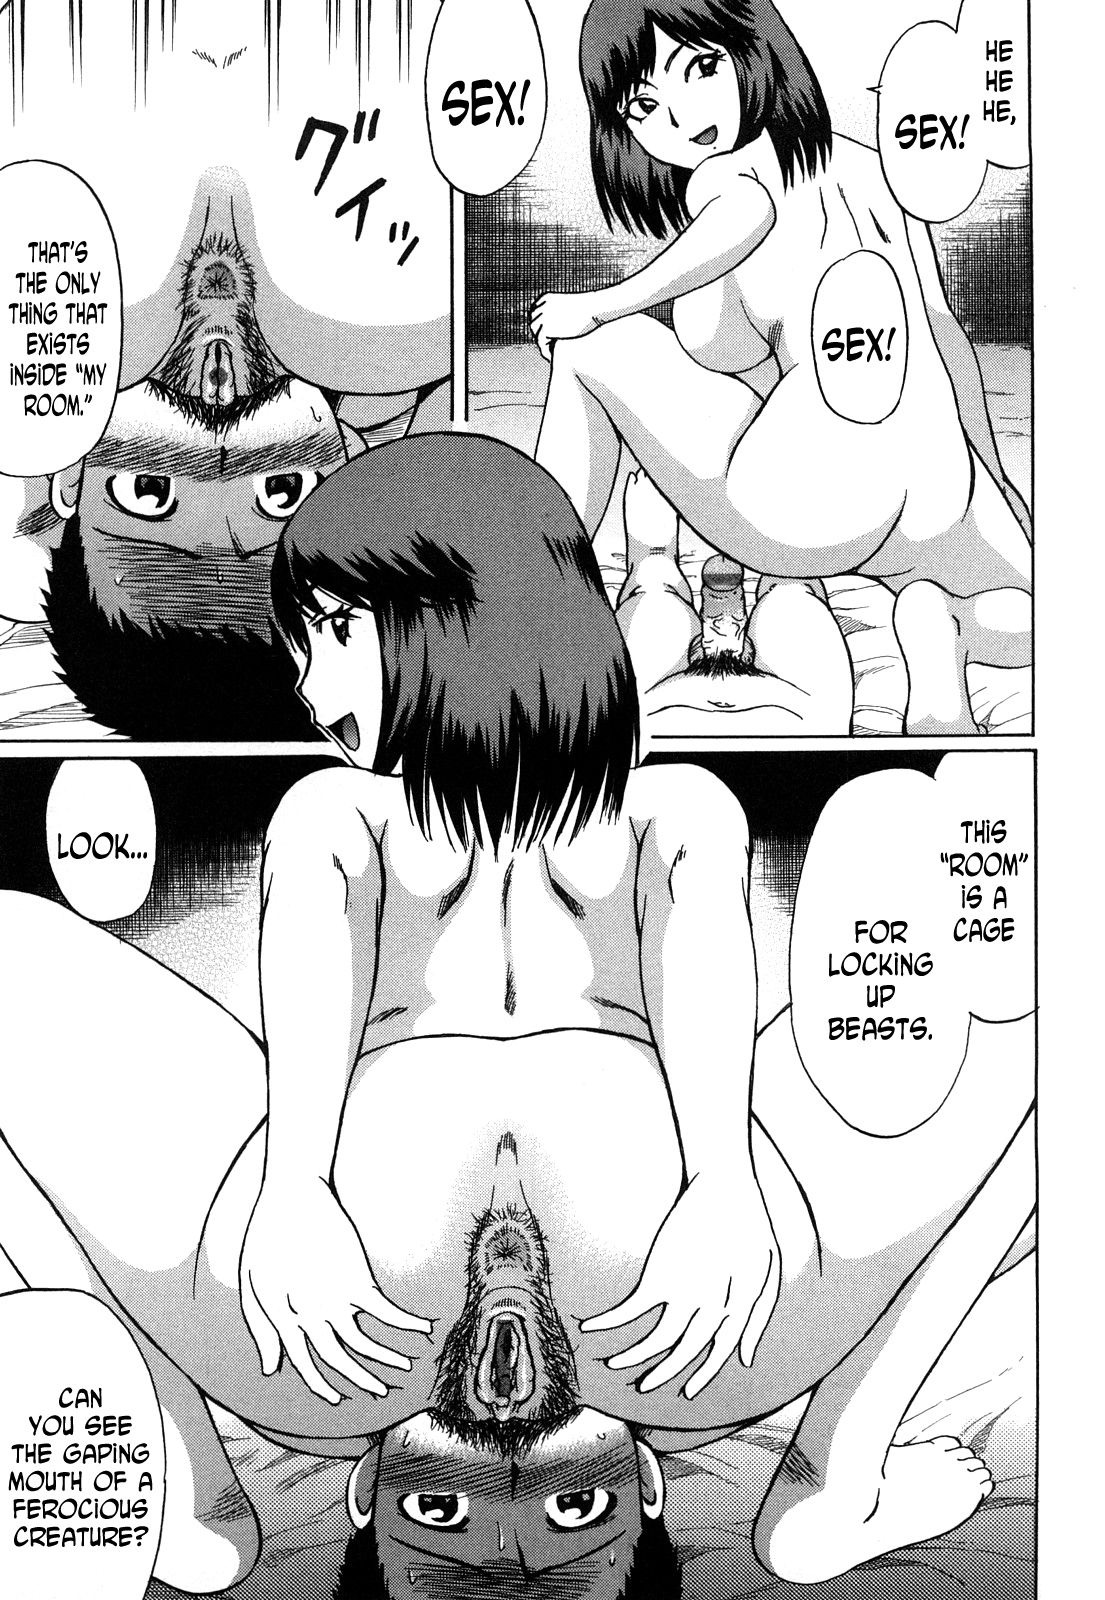 HE
HE
HE,
SEX!
SEX!
SEX!
グイッ
THAT'S
THE ONLY
THING THAT
EXISTS
INSIDE "MY
ROOM."
THIS
"ROOM"
IS A
CAGE
FOR
LOCKING
UP
BEASTS.
LOOK...
CAN
YOU SEE
THE GAPING
MOUTH OF A
FEROCIOUS
CREATURE?